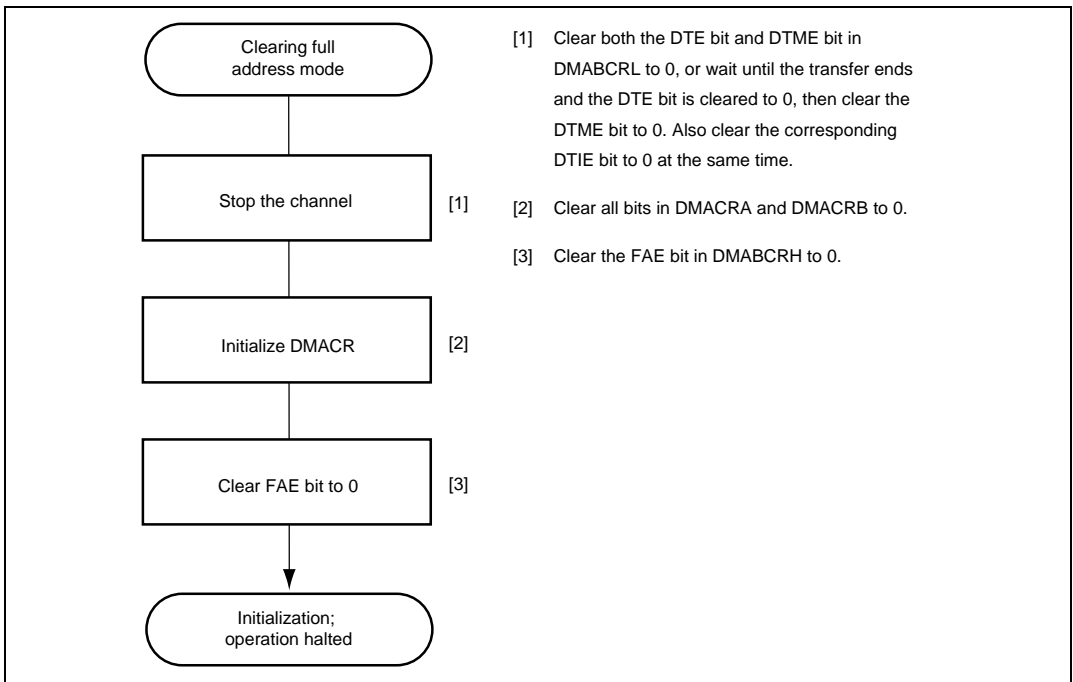 Clearing full
address mode
Stop the channel
[1]
Initialize DMACR
[2]
Clear FAE bit to 0
[3]
Initialization;
operation halted
[1] Clear both the DTE bit and DTME bit in
DMABCRL to 0, or wait until the transfer ends
and the DTE bit is cleared to 0, then clear the
DTME bit to 0. Also clear the corresponding
DTIE bit to 0 at the same time.
[2] Clear all bits in DMACRA and DMACRB to 0.
[3] Clear the FAE bit in DMABCRH to 0.